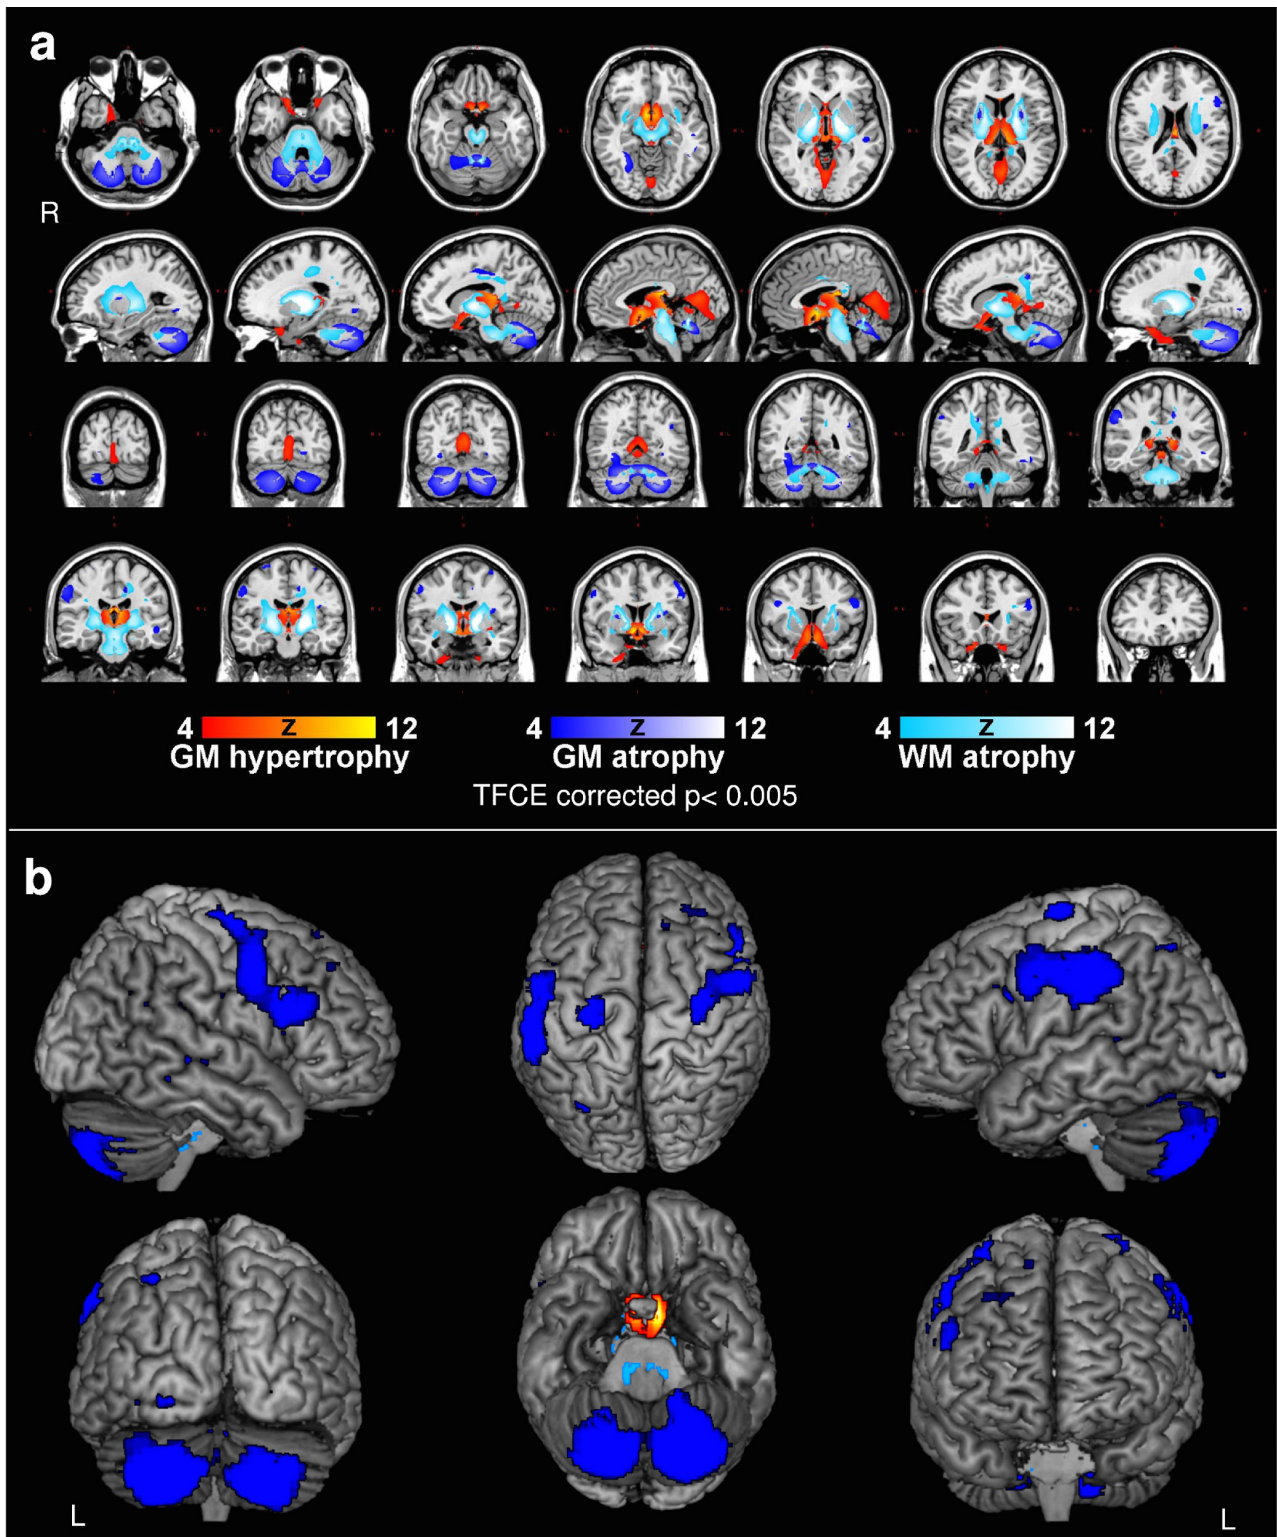 a
R
4 Z 12 4 Z 12 4 Z 12
GM hypertrophy GM atrophy WM atrophy
TFCE corrected p< 0.005
b
L L